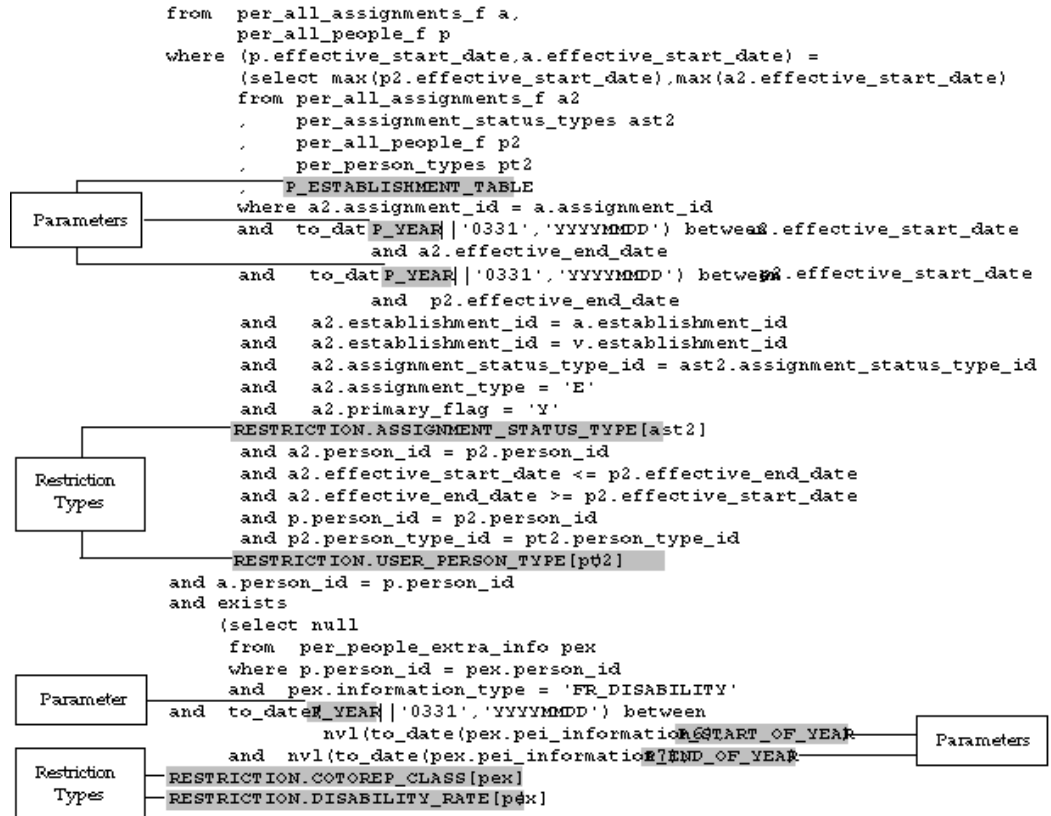 from per_all_assignments_f a,
per_all_people_f p
where (p.effective_start_date,a.effective_start_date) =
(select max(p2.effective_start_date),max(a2.effective_start_date)
from per_all_assignments_f a2
, per_assignment_status_types ast2
, per_all_people_f p2
, per_person_types pt2
, P_ESTABLISHMENT_TABLE
Parameters
where a2.assignment_id = a.assignment_id
and to_dat P_YEAR||'0331','YYYYMMDD') between .effective_start_date
and a2.effective_end_date
and to_dat P_YEAR||'0331','YYYYMMDD') between p2.effective_start_date
and p2.effective_end_date
and a2.establishment_id = a.establishment_id
and a2.establishment_id = v.establishment_id
and a2.assignment_status_type_id = ast2.assignment_status_type_id
and a2.assignment_type = 'E'
and a2.primary_flag = 'Y'
RESTRICTION.ASSIGNMENT_STATUS_TYPE[ast2]
and a2.person_id = p2.person_id
and a2.effective_start_date <= p2.effective_end_date
Restriction
Types
and a2.effective_end_date >= p2.effective_start_date
and p.person_id = p2.person_id
and p2.person_type_id = pt2.person_type_id
RESTRICTION.USER_PERSON_TYPE[pt2]
and a.person_id = p.person_id
and exists
(select null
from per_people_extra_info pex
where p.person_id = pex.person_id
and pex.information_type = 'FR_DISABILITY'
Parameter
and to_date P_YEAR||'0331','YYYYMMDD') between
nvl(to_date(pex.pei_information START_OF_YEAR
and nvl(to_date(pex.pei_information END_OF_YEAR
Parameters
Restriction
Types
RESTRICTION.COTOREP_CLASS[pex]
RESTRICTION.DISABILITY_RATE[pex]